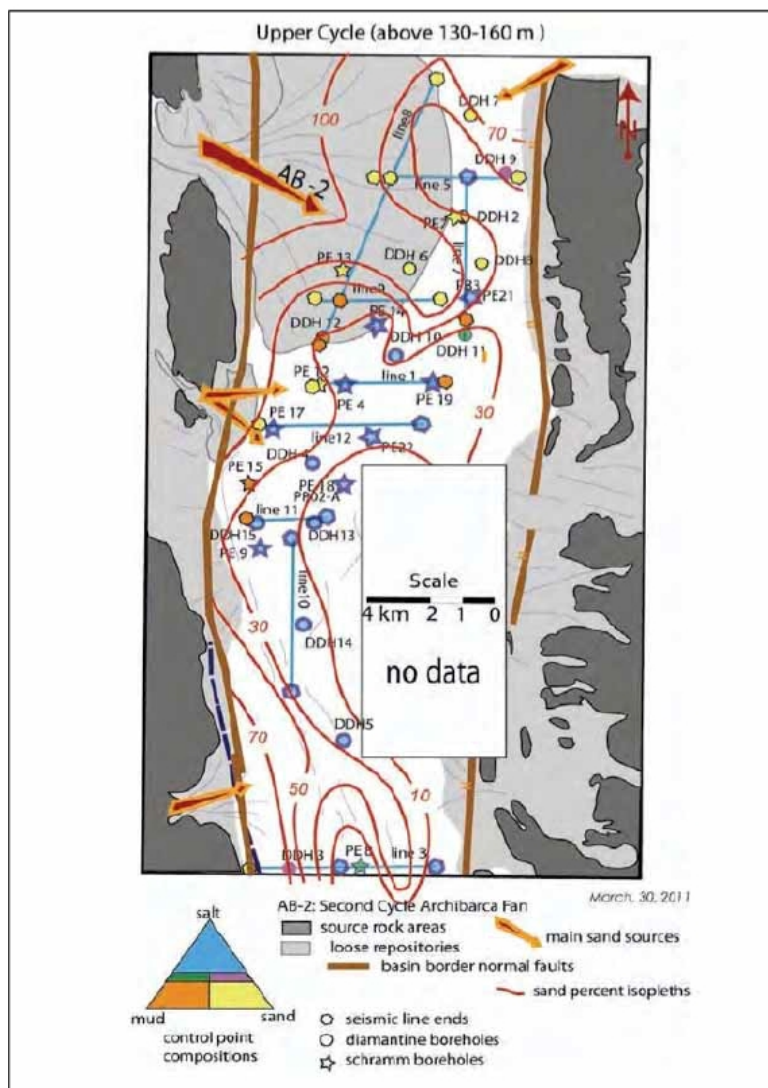 Upper Cycle (above 130-160 m )
DDH 7
100
line8
70
N
AB -2
DDH 9
line 5
PE7
DDH 2
PE 13
DDH 6
line 7
DDH8
line9
PB3
PE21
PE 14
DDH 12
DDH 10
DDH 11
PE 12
line 1
PE 4
PE 19
30
PE 17
line12
PE22
DDH 4
PE 15
PE 18
PP02-A
line 11
DDH15
DDH13
PE 9
Scale
line10
4 km 2 1 0
30
DDH14
no data
DDH5
70
50
10
DDH 3
line 3
March, 30, 2011
AB-2: Second Cycle Archibarca Fan
salt
source rock areas
main sand sources
loose repositories
basin border normal faults
sand percent isopleths
mud
sand
seismic line ends
control point
compositions
diamantine boreholes
schramm boreholes